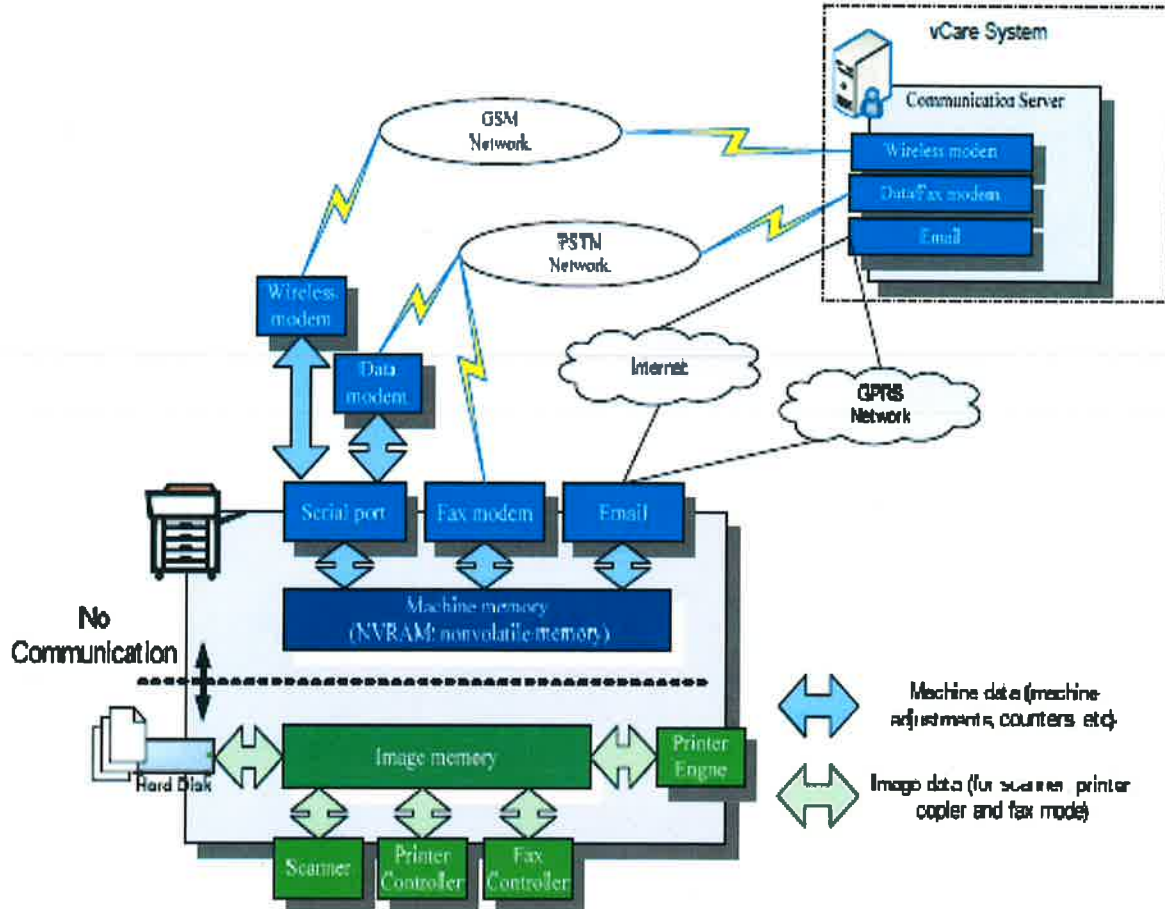 vCare System
Communication Server
Wireless modem
Data/Fax modem
Email
GSM
Network
PSTN
Network
Wireless
modem
Data
modem
Internet
GPRS
Network
Serial port
Fax modem
Email
Machine memory
(NVRAM: nonvolatile memory)
No
Communication
Hard Disk
Image memory
Printer
Engne
Scanner
Printer
Controller
Fax
Controller
Machine data (machine
adjustments, counters etc)
Image data (for scanner, printer
copier and fax mode)